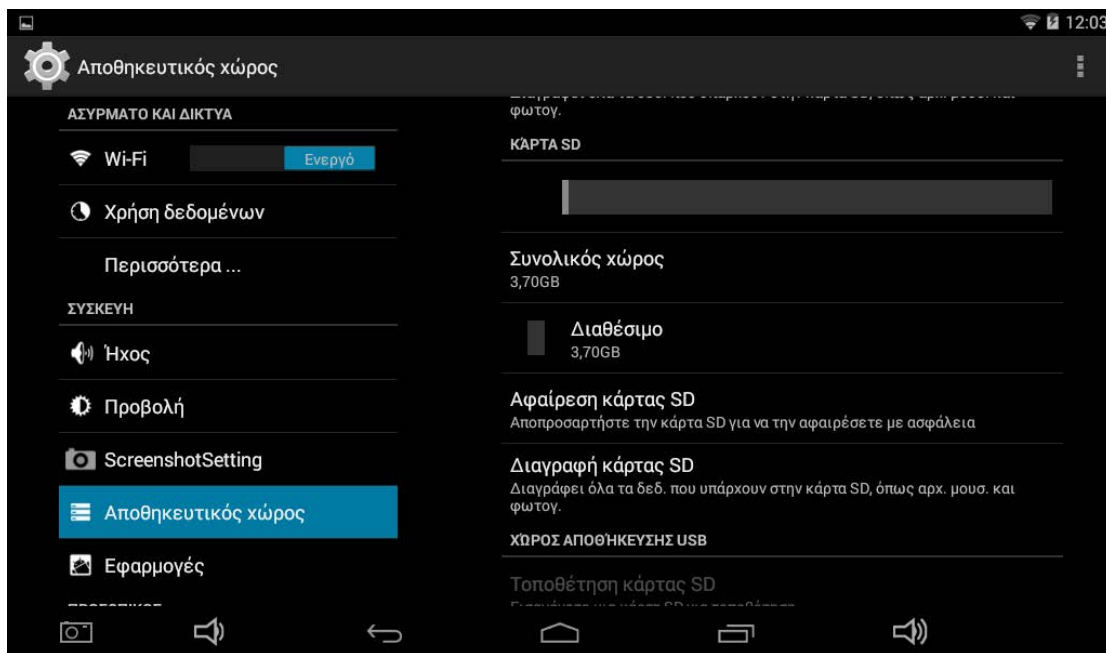 12:03
Αποθηκευτικός χώρος
ΑΣΥΡΜΑΤΟ ΚΑΙ ΔΙΚΤΥΑ
Wi-Fi
Ενεργό
Χρήση δεδομένων
Περισσότερα ...
ΣΥΣΚΕΥΗ
Ήχος
Προβολή
ScreenshotSetting
Αποθηκευτικός χώρος
Εφαρμογές
φωτογ.
ΚΆΡΤΑ SD
Συνολικός χώρος
3,70GB
Διαθέσιμο
3,70GB
Αφαίρεση κάρτας SD
Αποπροσαρτήστε την κάρτα SD για να την αφαιρέσετε με ασφάλεια
Διαγραφή κάρτας SD
Διαγράφει όλα τα δεδ. που υπάρχουν στην κάρτα SD, όπως αρχ. μουσ. και
φωτογ.
ΧΏΡΟΣ ΑΠΟΘΉΚΕΥΣΗΣ USB
Τοποθέτηση κάρτας SD